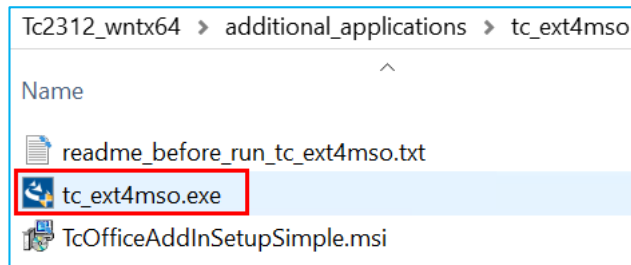 Tc2312_wntx64 > additional_applications > tc_ext4mso
Name
readme_before_run_tc_ext4mso.txt
tc_ext4mso.exe
TcOfficeAddInSetupSimple.msi